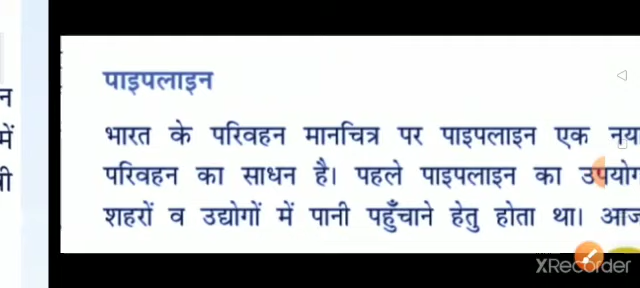 न
में
पाइपलाइन
भारत के परिवहन मानचित्र पर पाइपलाइन एक नया
परिवहन का साधन है। पहले पाइपलाइन का उपयोग
शहरों व उद्योगों में पानी पहुँचाने हेतु होता था। आज
XRecorder